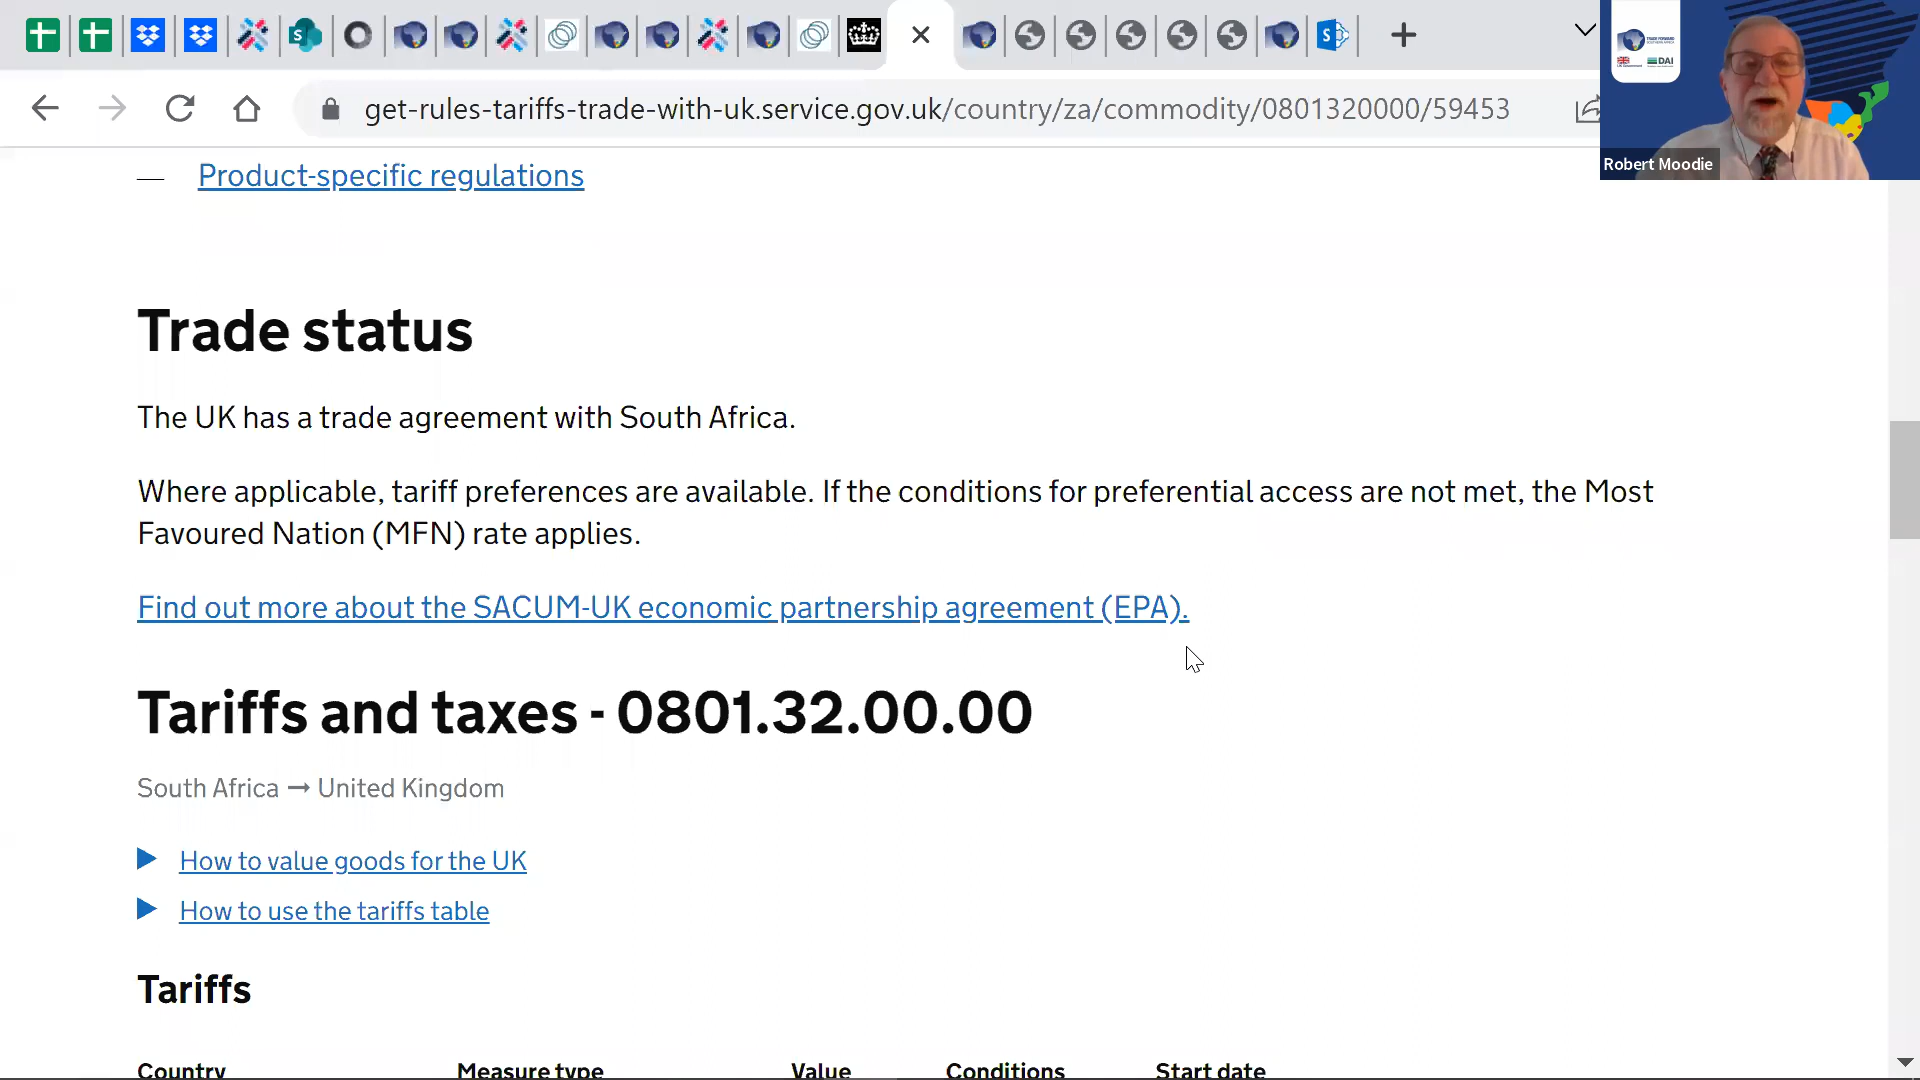 get-rules-tariffs-trade-with-uk.service.gov.uk/country/za/commodity/0801320000/59453
DAI
Robert Moodie
— Product-specific regulations
Trade status
The UK has a trade agreement with South Africa.
Where applicable, tariff preferences are available. If the conditions for preferential access are not met, the Most
Favoured Nation (MFN) rate applies.
Find out more about the SACUM-UK economic partnership agreement (EPA).
Tariffs and taxes - 0801.32.00.00
South Africa → United Kingdom
How to value goods for the UK
How to use the tariffs table
Tariffs
Country Measure type Value Conditions Start date